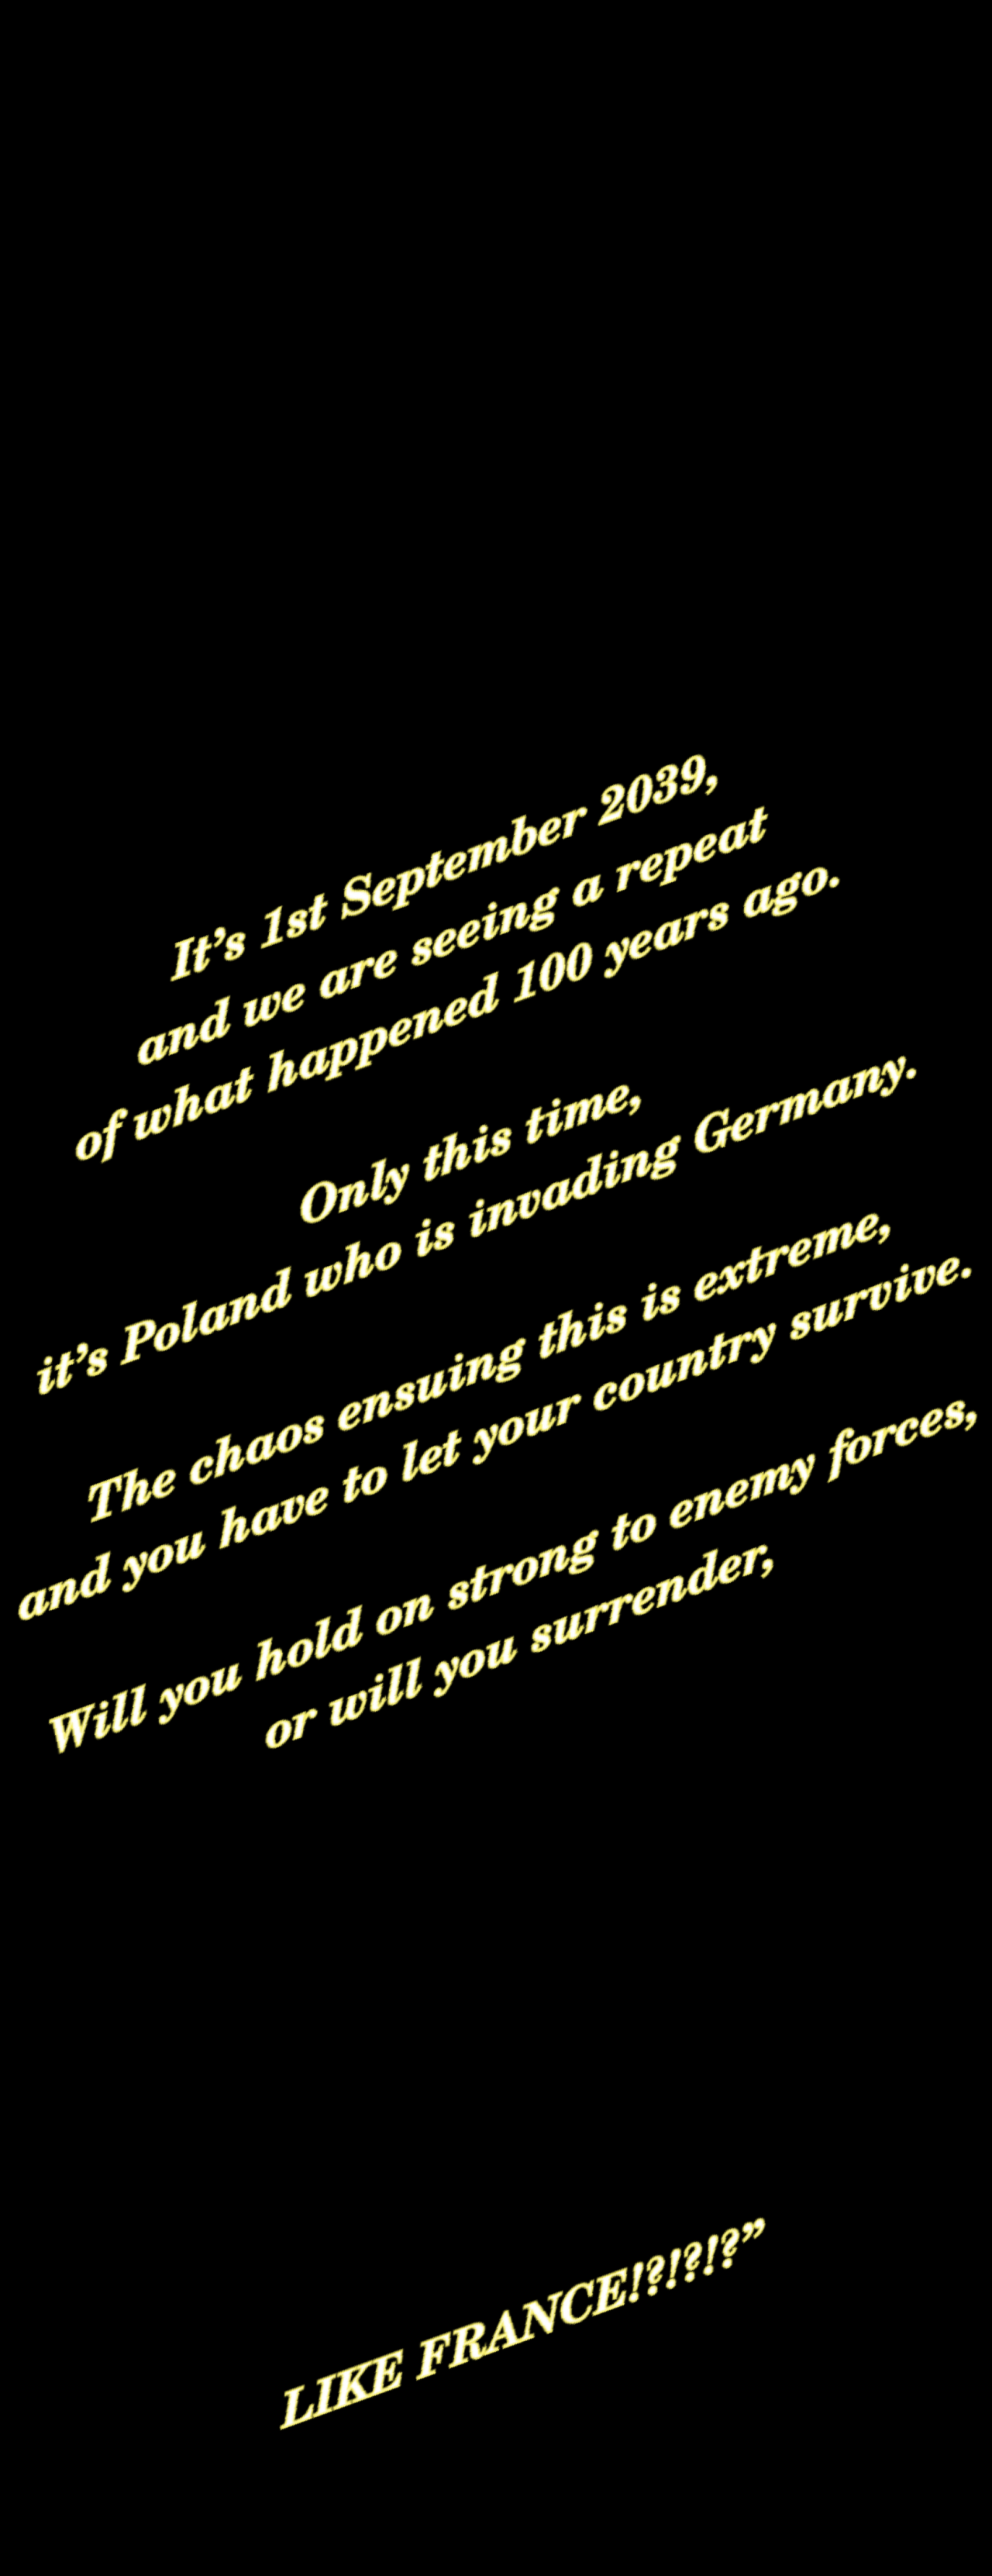 It’s 1st September 2039,
and we are seeing a repeat
of what happened 100 years ago.
Only this time,
it’s Poland who is invading Germany.
The chaos ensuing this is extreme,
and you have to let your country survive.
Will you hold on strong to enemy forces,
or will you surrender,
LIKE FRANCE!?!?!?”